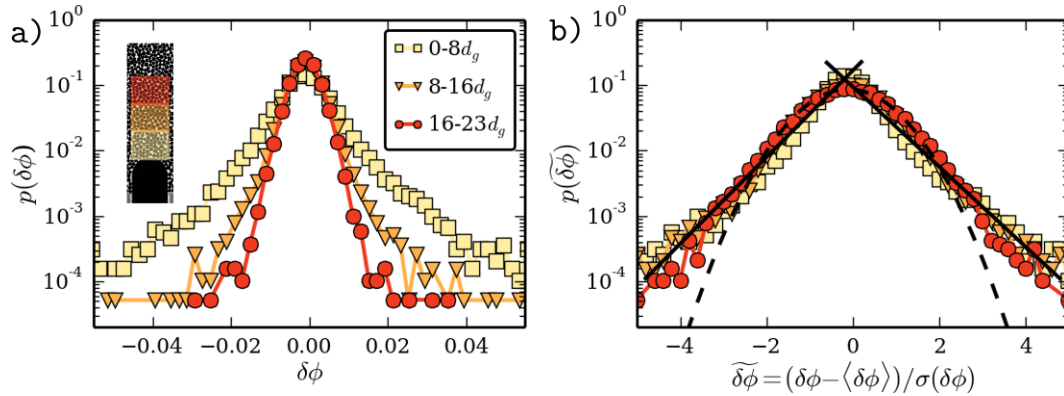 a)
10^0
10^{-1}
10^{-2}
10^{-3}
10^{-4}
p(δϕ)
0-8d_g
8-16d_g
16-23d_g
−0.04 −0.02 0.00 0.02 0.04
δϕ
b)
10^0
10^{-1}
10^{-2}
10^{-3}
10^{-4}
p(\widetilde{δϕ})
−4 −2 0 2 4
\widetilde{δϕ}=(δϕ−⟨δϕ⟩)/σ(δϕ)